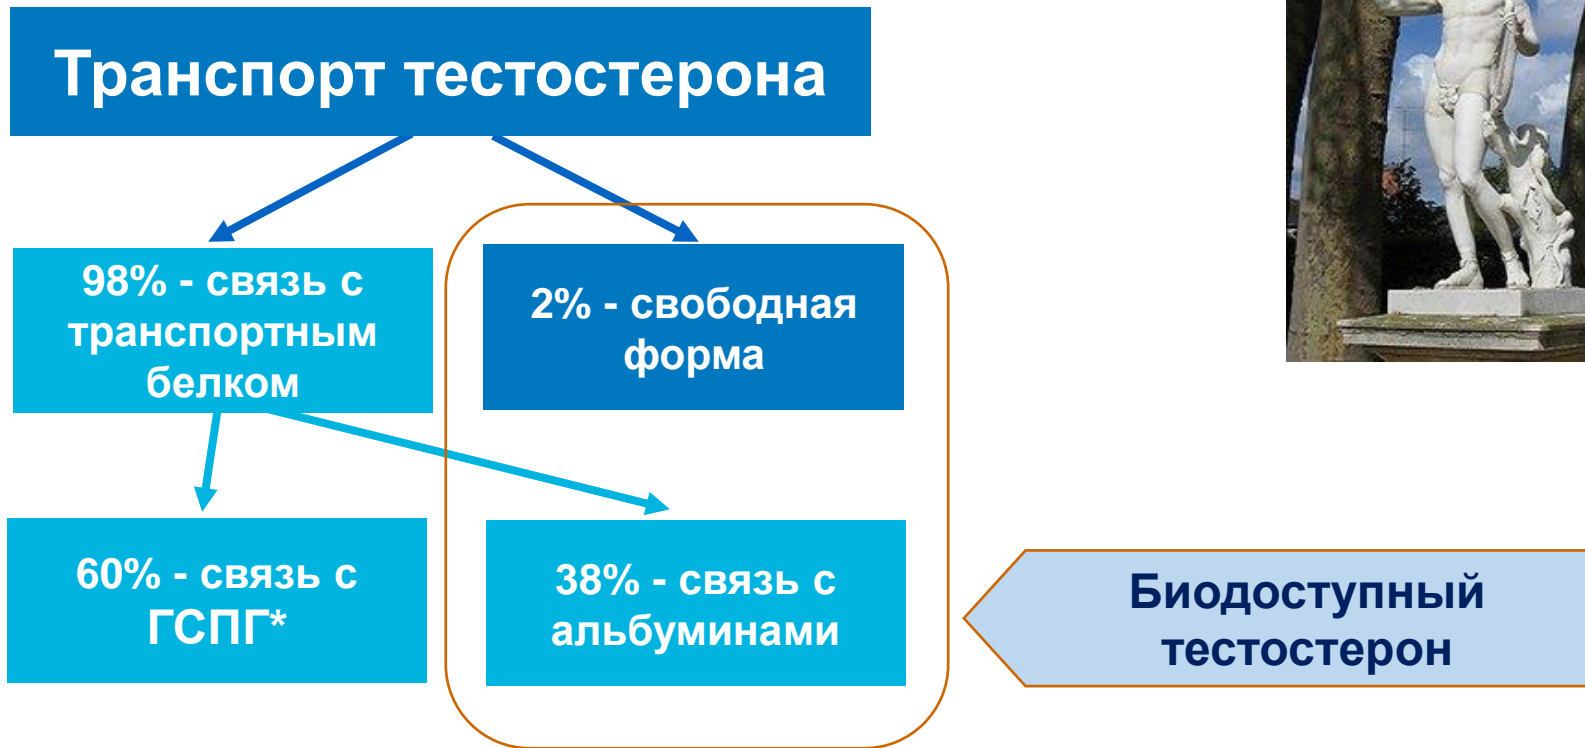 Транспорт тестостерона
98% - связь с
транспортным
белком
2% - свободная
форма
60% - связь с
ГСПГ*
38% - связь с
альбуминами
Биодоступный
тестостерон